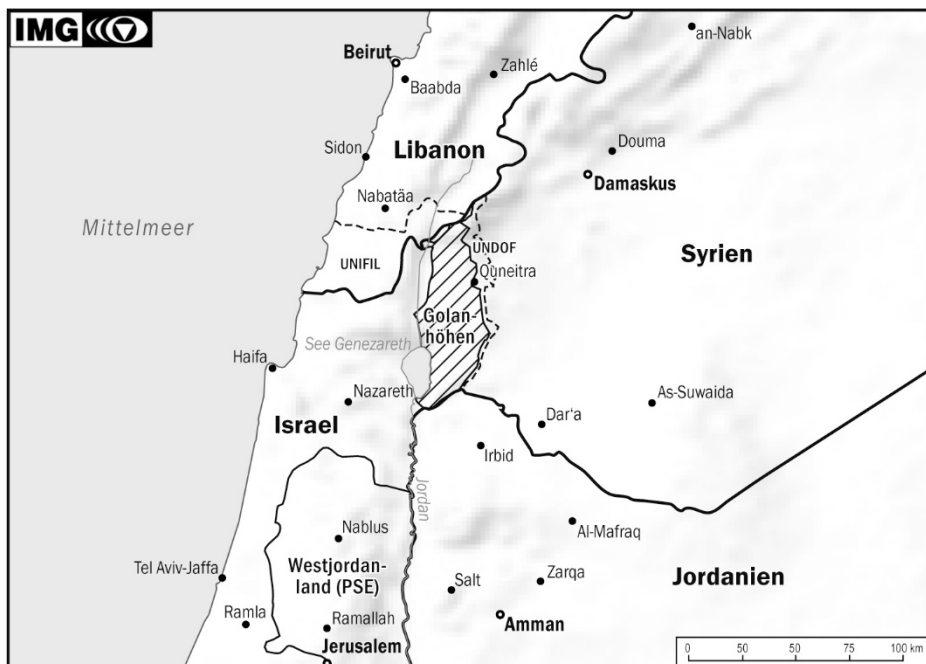 IMG
an-Nabk
Beirut
Zahlé
Baabda
Douma
Sidon
Libanon
Damaskus
Nabatäa
Mittelmeer
UNDOF
Syrien
UNIFIL
Quneitra
Golan-
höhen
See Genezareth
Haifa
Nazareth
As-Suwaida
Israel
Dar‘a
Irbid
Jordan
Nablus
Al-Mafraq
Tel Aviv-Jaffa
Westjordan-
land (PSE)
Salt
Zarqa
Jordanien
Ramla
Ramallah
Amman
Jerusalem
0 25 50 75 100 km